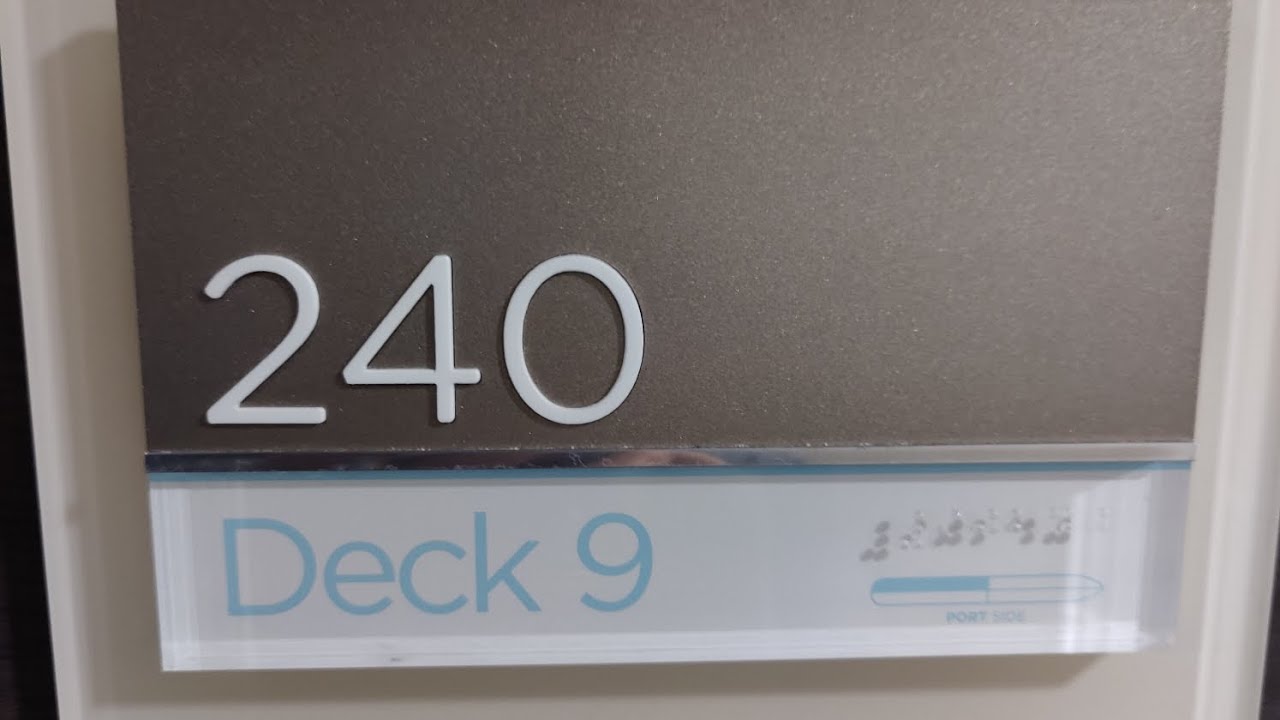 240
Deck 9
PORT SIDE